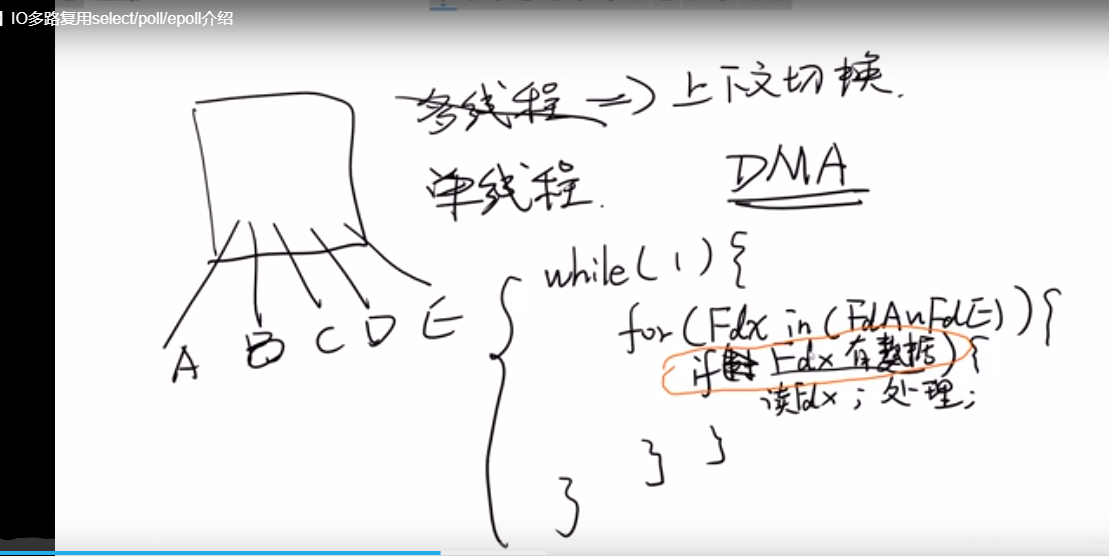 IO多路复用select/poll/epoll介绍
多线程 => 上下文切换.
单线程.
DMA
while(1){
for(Fdx in (FdA~FdE)){
if( Fdx 有数据){
读Fdx; 处理;
}
}
}
A B C D E